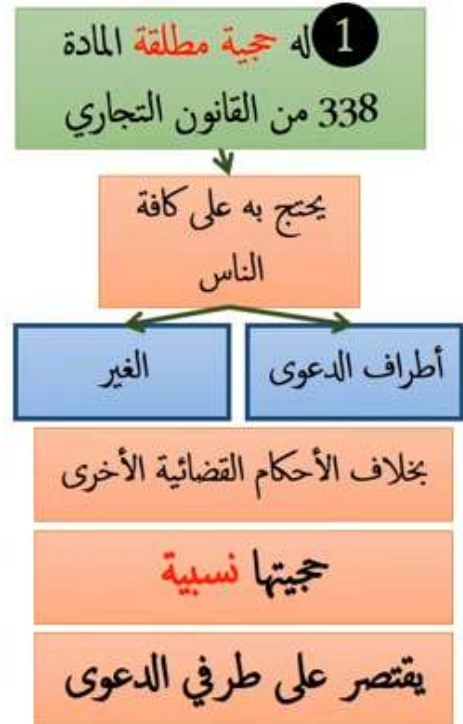 1 له حجية مطلقة المادة
338 من القانون التجاري
يحتج به على كافة
الناس
أطراف الدعوى
الغير
بخلاف الأحكام القضائية الأخرى
حجيتها نسبية
يقتصر على طرفي الدعوى